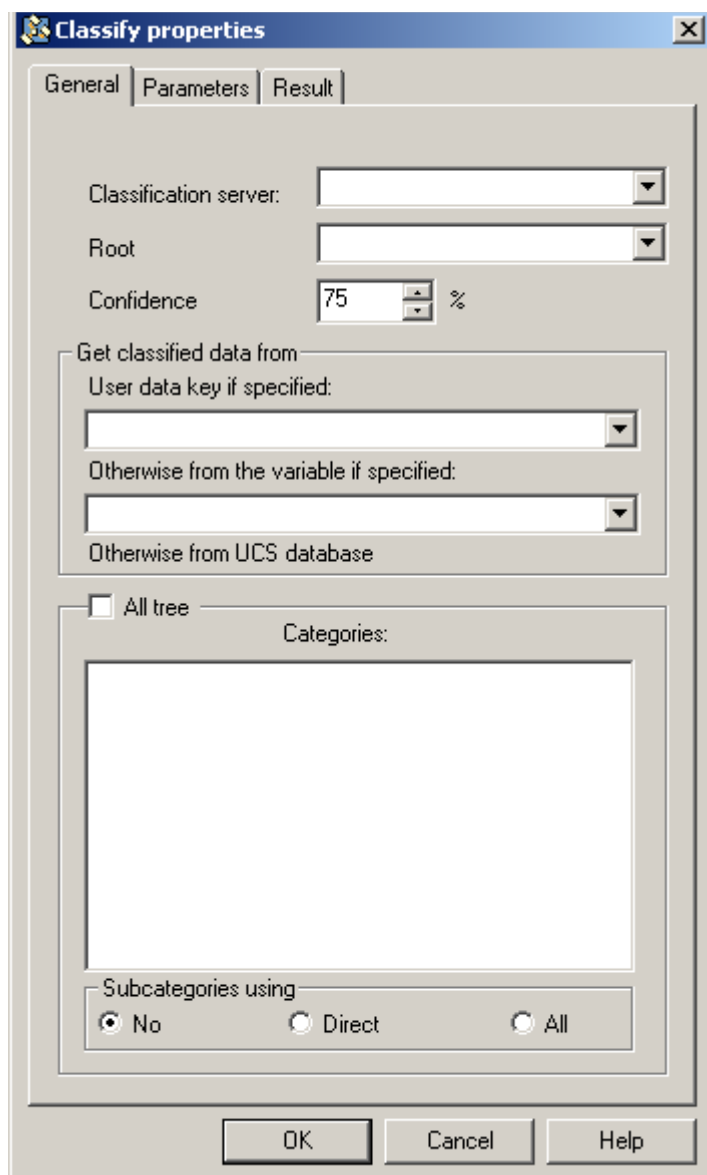 Classify properties
General Parameters Result
Classification server:
Root
Confidence 75 %
Get classified data from
User data key if specified:
Otherwise from the variable if specified:
Otherwise from UCS database
All tree
Categories:
Subcategories using
No Direct All
OK Cancel Help